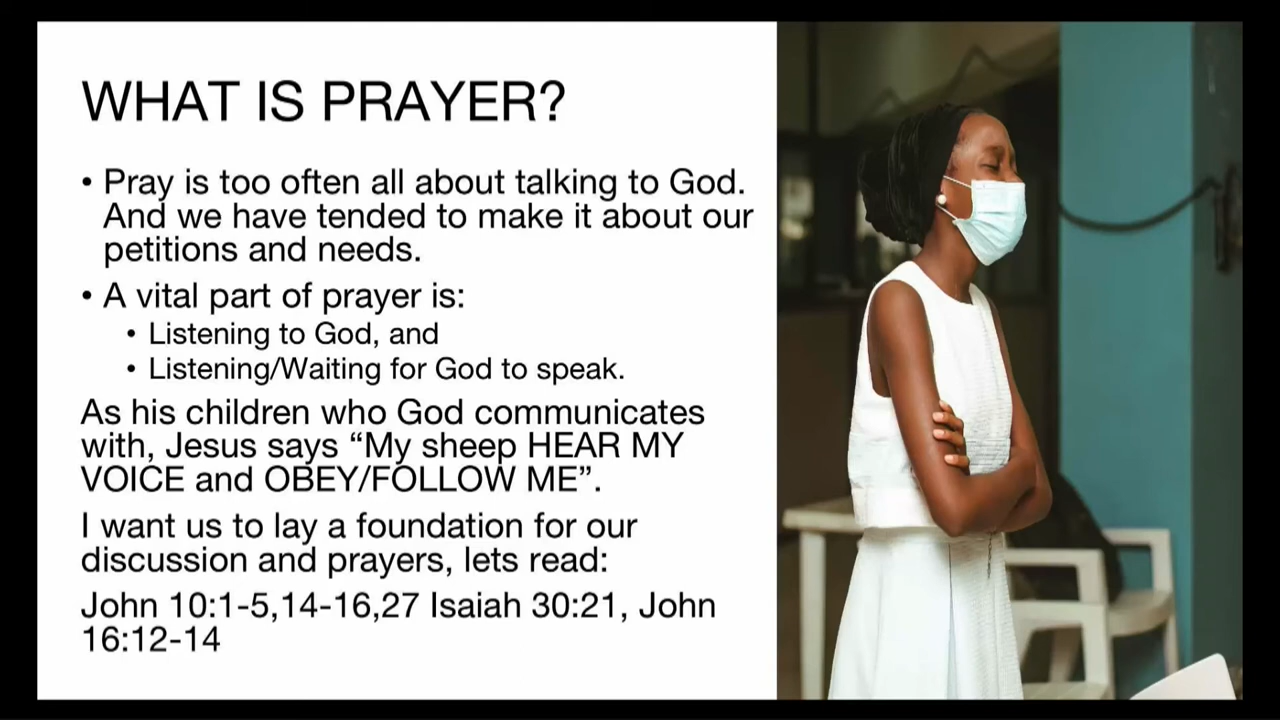 WHAT IS PRAYER?
• Pray is too often all about talking to God.
And we have tended to make it about our
petitions and needs.
• A vital part of prayer is:
• Listening to God, and
• Listening/Waiting for God to speak.
As his children who God communicates
with, Jesus says “My sheep HEAR MY
VOICE and OBEY/FOLLOW ME”.
I want us to lay a foundation for our
discussion and prayers, lets read:
John 10:1-5,14-16,27 Isaiah 30:21, John
16:12-14